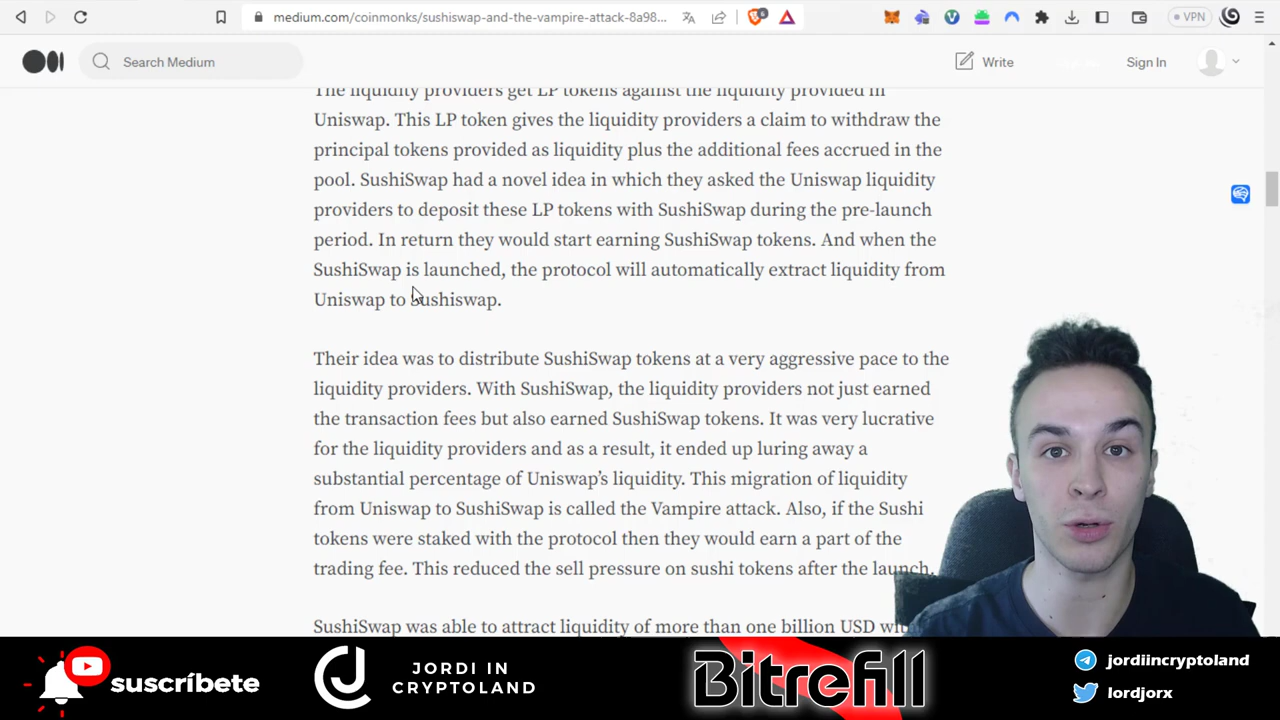 medium.com/coinmonks/sushiswap-and-the-vampire-attack-8a98...
6
VPN
Search Medium
Write
Sign In
The liquidity providers get LP tokens against the liquidity provided in
Uniswap. This LP token gives the liquidity providers a claim to withdraw the
principal tokens provided as liquidity plus the additional fees accrued in the
pool. SushiSwap had a novel idea in which they asked the Uniswap liquidity
providers to deposit these LP tokens with SushiSwap during the pre-launch
period. In return they would start earning SushiSwap tokens. And when the
SushiSwap is launched, the protocol will automatically extract liquidity from
Uniswap to Sushiswap.
Their idea was to distribute SushiSwap tokens at a very aggressive pace to the
liquidity providers. With SushiSwap, the liquidity providers not just earned
the transaction fees but also earned SushiSwap tokens. It was very lucrative
for the liquidity providers and as a result, it ended up luring away a
substantial percentage of Uniswap’s liquidity. This migration of liquidity
from Uniswap to SushiSwap is called the Vampire attack. Also, if the Sushi
tokens were staked with the protocol then they would earn a part of the
trading fee. This reduced the sell pressure on sushi tokens after the launch.
SushiSwap was able to attract liquidity of more than one billion USD
suscríbete
JORDI IN
CRYPTOLAND
Bitrefill
jordiincryptoland
lordjorx